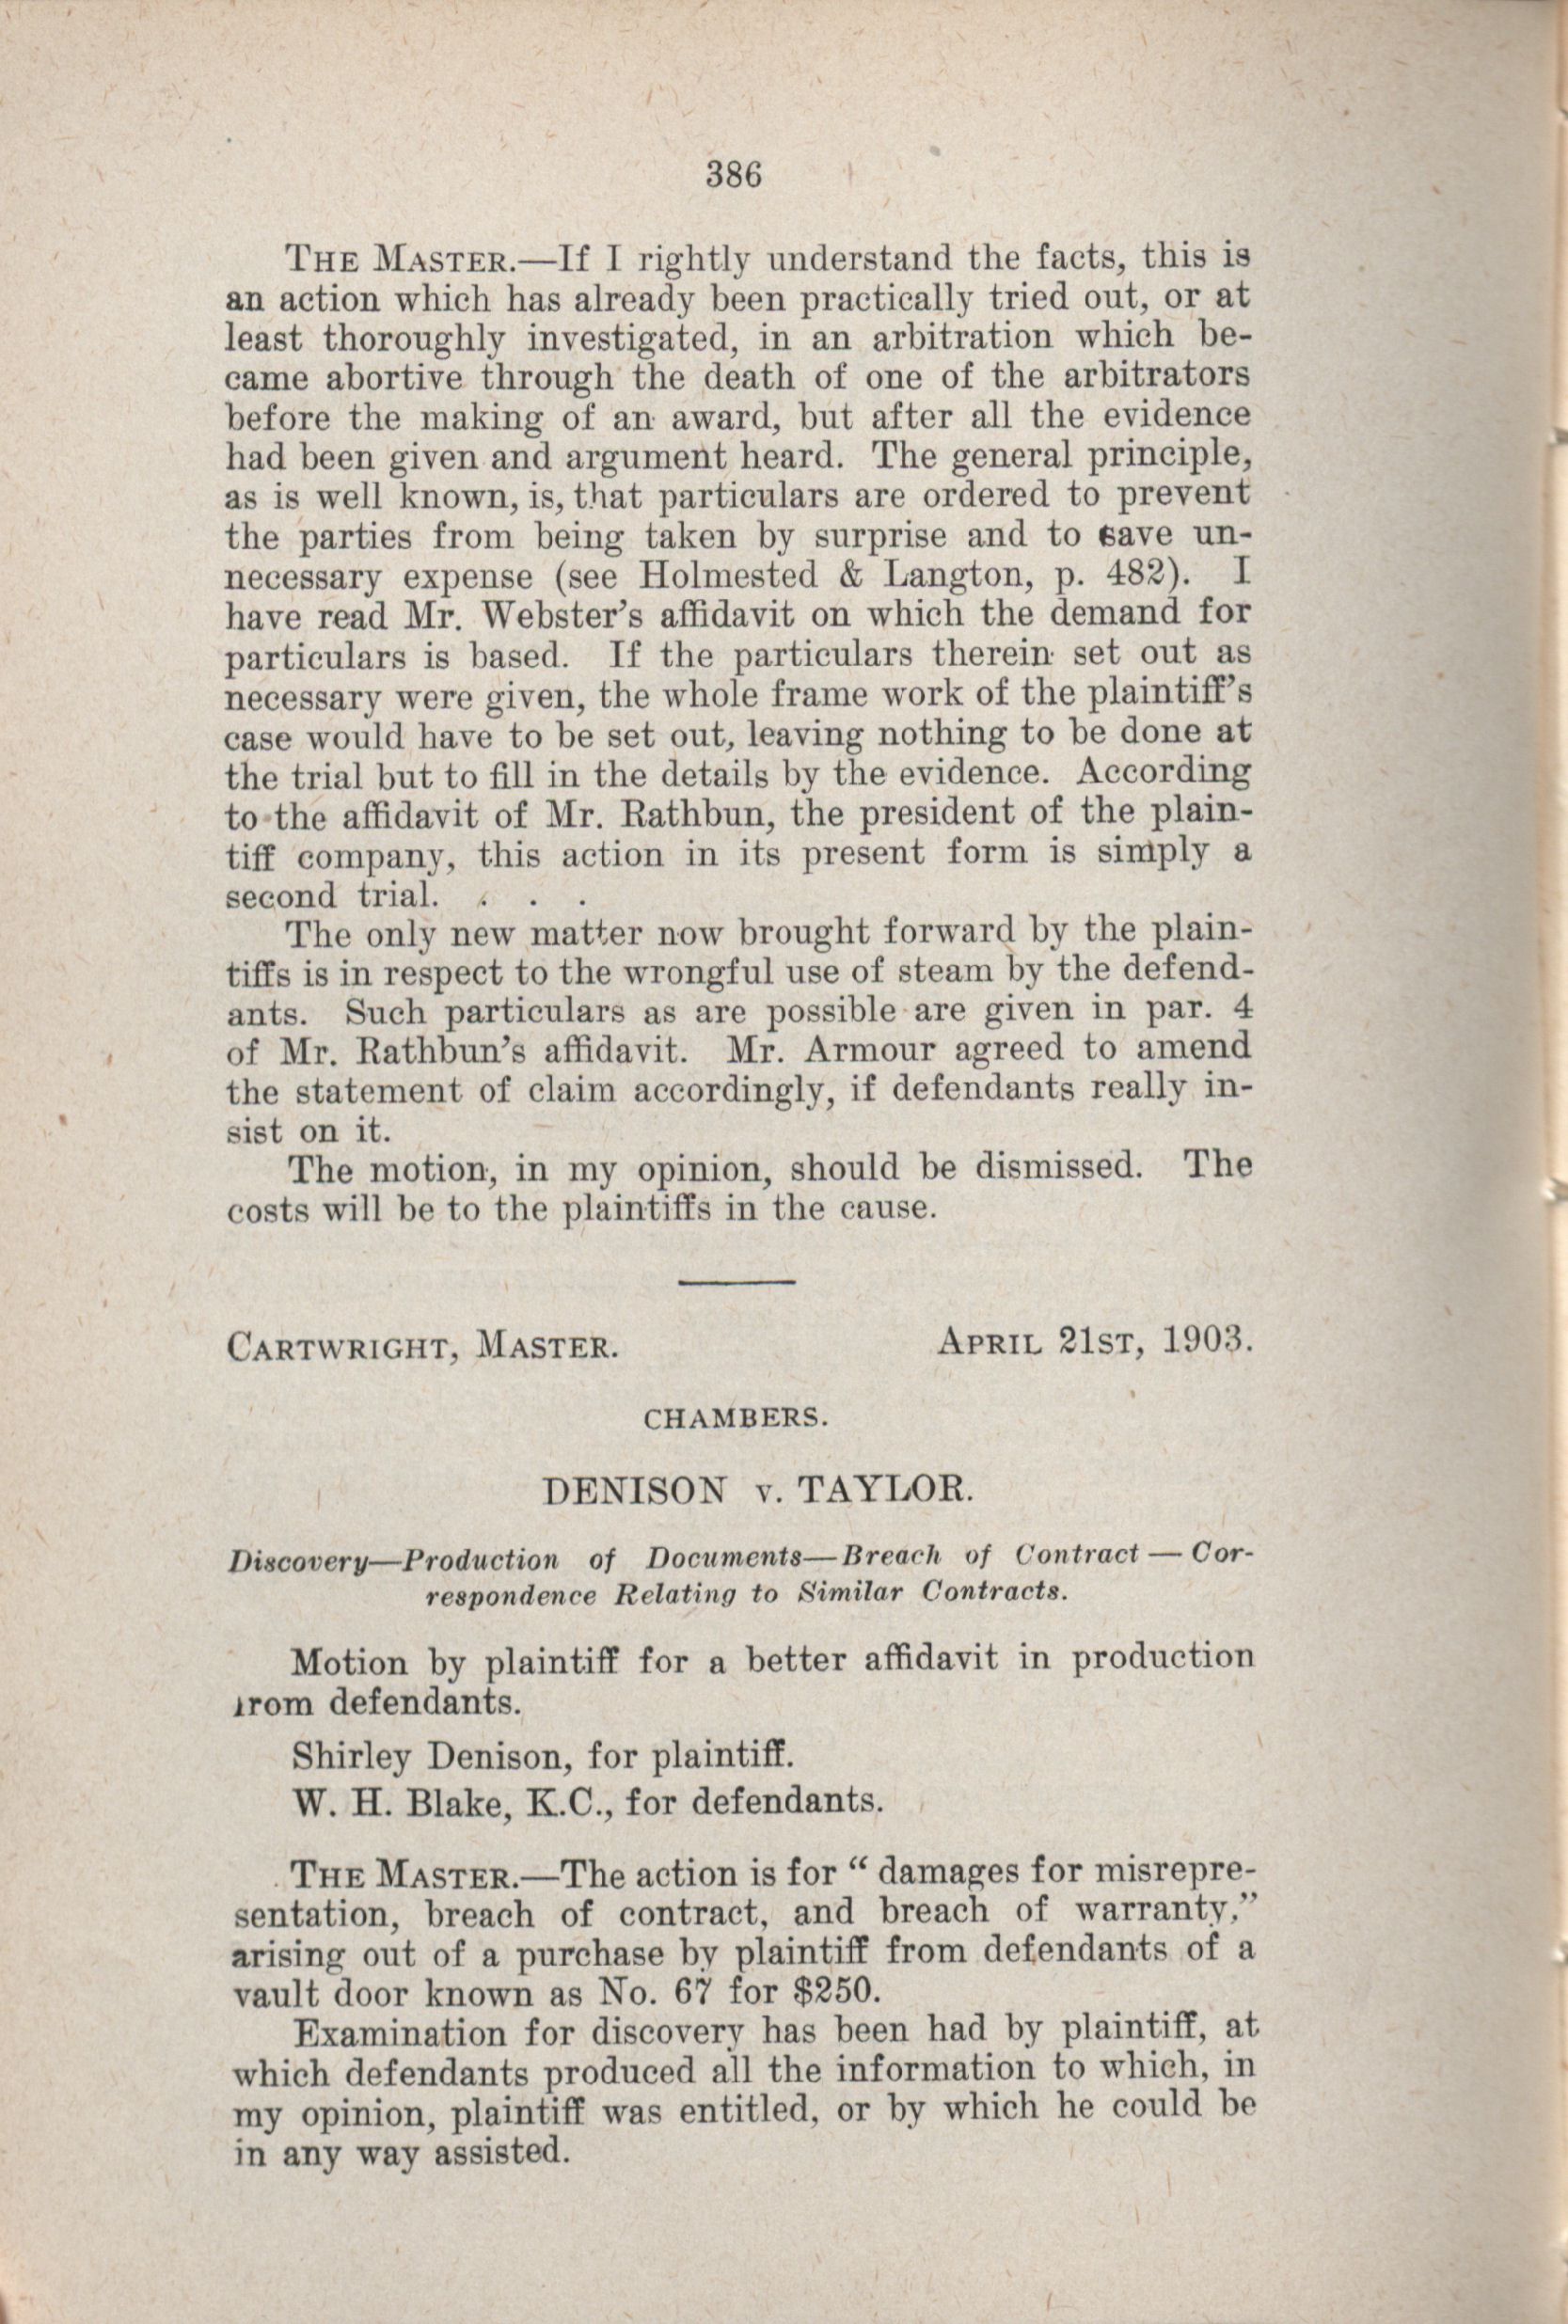 386
THE MASTER.—If I rightly understand the facts, this is
an action which has already been practically tried out, or at
least thoroughly investigated, in an arbitration which be-
came abortive through the death of one of the arbitrators
before the making of an award, but after all the evidence
had been given and argument heard. The general principle,
as is well known, is, that particulars are ordered to prevent
the parties from being taken by surprise and to save un-
necessary expense (see Holmested & Langton, p. 482). I
have read Mr. Webster's affidavit on which the demand for
particulars is based. If the particulars therein set out as
necessary were given, the whole frame work of the plaintiff's
case would have to be set out, leaving nothing to be done at
the trial but to fill in the details by the evidence. According
to the affidavit of Mr. Rathbun, the president of the plain-
tiff company, this action in its present form is simply a
second trial. . . .
The only new matter now brought forward by the plain-
tiffs is in respect to the wrongful use of steam by the defend-
ants. Such particulars as are possible are given in par. 4
of Mr. Rathbun's affidavit. Mr. Armour agreed to amend
the statement of claim accordingly, if defendants really in-
sist on it.
The motion, in my opinion, should be dismissed. The
costs will be to the plaintiffs in the cause.
CARTWRIGHT, MASTER. APRIL 21ST, 1903.
CHAMBERS.
DENISON v. TAYLOR.
Discovery—Production of Documents—Breach of Contract — Cor-
respondence Relating to Similar Contracts.
Motion by plaintiff for a better affidavit in production
from defendants.
Shirley Denison, for plaintiff.
W. H. Blake, K.C., for defendants.
THE MASTER.—The action is for " damages for misrepre-
sentation, breach of contract, and breach of warranty,"
arising out of a purchase by plaintiff from defendants of a
vault door known as No. 67 for $250.
Examination for discovery has been had by plaintiff, at
which defendants produced all the information to which, in
my opinion, plaintiff was entitled, or by which he could be
in any way assisted.